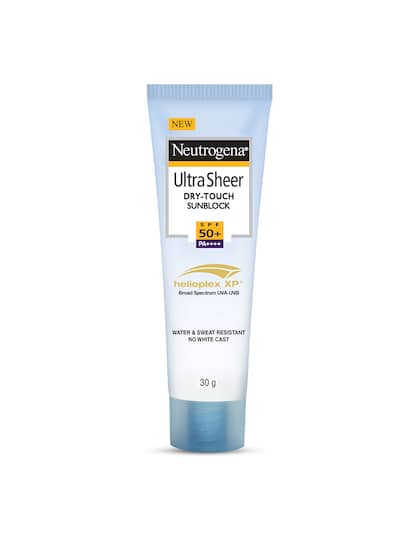 NEW
Neutrogena®
Ultra Sheer
DRY-TOUCH
SUNBLOCK
SPF
50+
PA++++
helioplex XP™
Broad Spectrum UVA-UVB
WATER & SWEAT RESISTANT
NO WHITE CAST
30 g